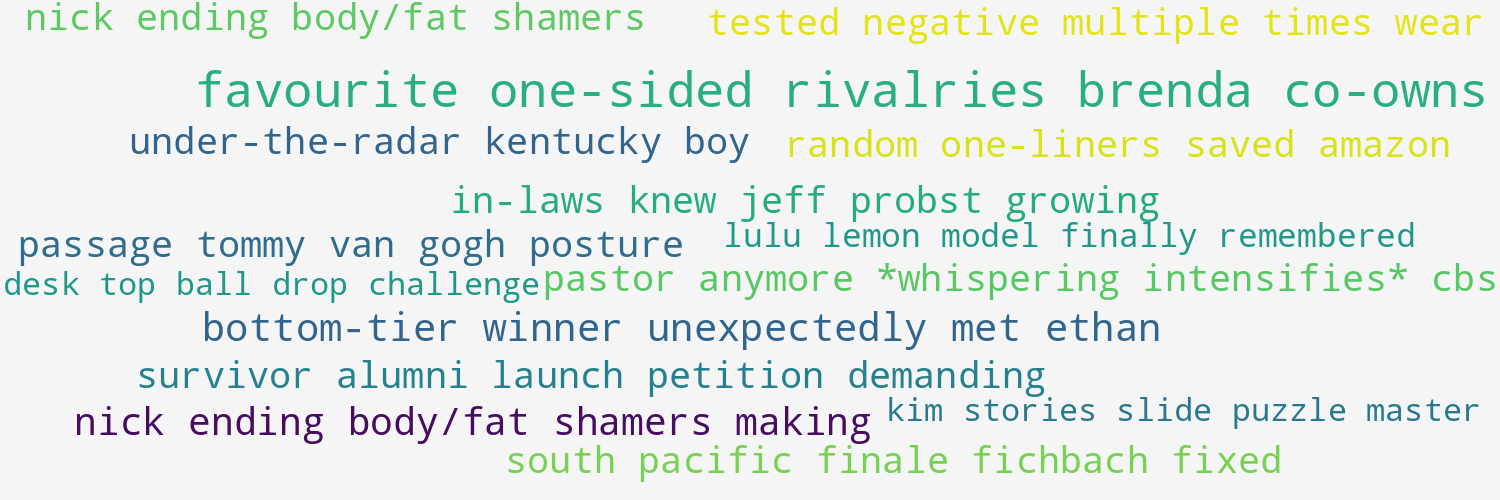 nick ending body/fat shamers
tested negative multiple times wear
favourite one-sided rivalries brenda co-owns
under-the-radar kentucky boy
random one-liners saved amazon
in-laws knew jeff probst growing
passage tommy van gogh posture
lulu lemon model finally remembered
desk top ball drop challenge
pastor anymore *whispering intensifies* cbs
bottom-tier winner unexpectedly met ethan
survivor alumni launch petition demanding
nick ending body/fat shamers making
kim stories slide puzzle master
south pacific finale fichbach fixed